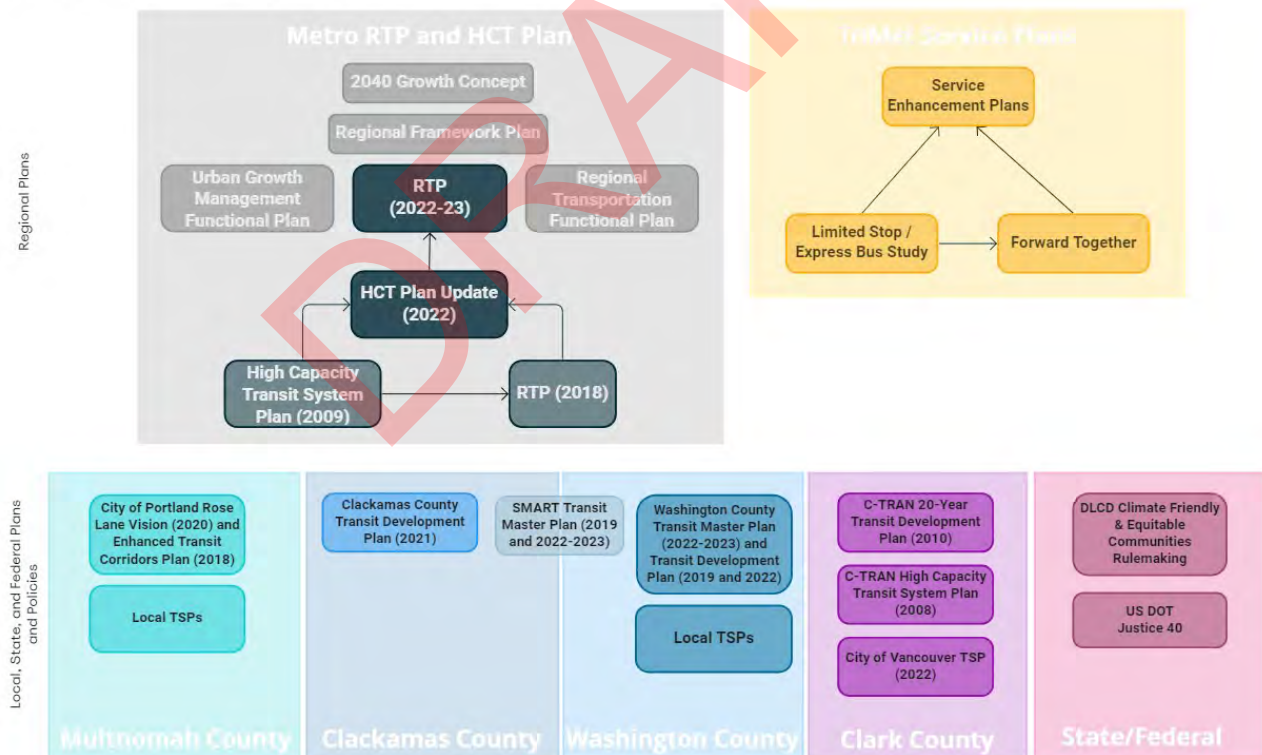 Metro RTP and HCT Plan
2040 Growth Concept
Regional Framework Plan
Urban Growth
Management
Functional Plan
RTP
(2022-23)
Regional
Transportation
Functional Plan
HCT Plan Update
(2022)
High Capacity
Transit System
Plan (2009)
RTP (2018)
TriMet Service Plans
Service
Enhancement Plans
Limited Stop /
Express Bus Study
Forward Together
Regional Plans
DRA
Local, State, and Federal Plans
and Policies
City of Portland Rose
Lane Vision (2020) and
Enhanced Transit
Corridors Plan (2018)
Local TSPs
Multnomah County
Clackamas County
Transit Development
Plan (2021)
SMART Transit
Master Plan (2019
and 2022-2023)
Clackamas County
Washington County
Transit Master Plan
(2022-2023) and
Transit Development
Plan (2019 and 2022)
Local TSPs
Washington County
C-TRAN 20-Year
Transit Development
Plan (2010)
C-TRAN High Capacity
Transit System Plan
(2008)
City of Vancouver TSP
(2022)
Clark County
DLCD Climate Friendly
& Equitable
Communities
Rulemaking
US DOT
Justice 40
State/Federal